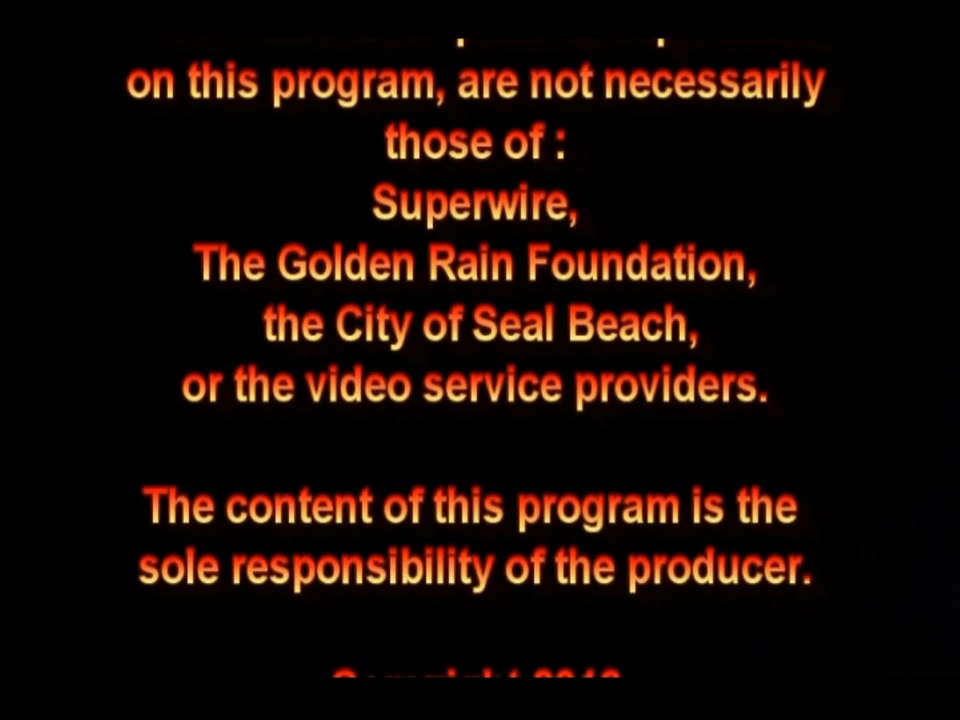 on this program, are not necessarily
those of :
Superwire,
The Golden Rain Foundation,
the City of Seal Beach,
or the video service providers.
The content of this program is the
sole responsibility of the producer.